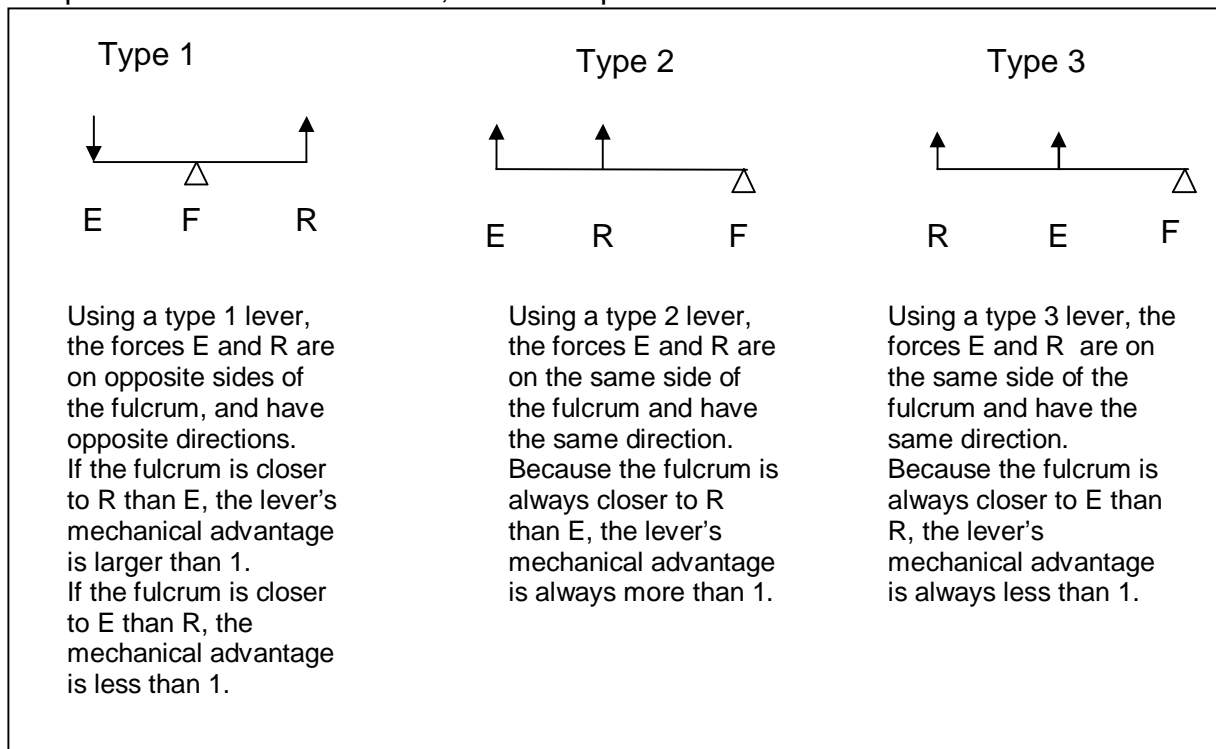 Type 1
Type 2
Type 3
E F R
E R F
R E F
Using a type 1 lever,
the forces E and R are
on opposite sides of
the fulcrum, and have
opposite directions.
If the fulcrum is closer
to R than E, the lever's
mechanical advantage
is larger than 1.
If the fulcrum is closer
to E than R, the
mechanical advantage
is less than 1.
Using a type 2 lever,
the forces E and R are
on the same side of
the fulcrum and have
the same direction.
Because the fulcrum is
always closer to R
than E, the lever's
mechanical advantage
is always more than 1.
Using a type 3 lever, the
forces E and R are on
the same side of the
fulcrum and have the
same direction.
Because the fulcrum is
always closer to E than
R, the lever's
mechanical advantage
is always less than 1.